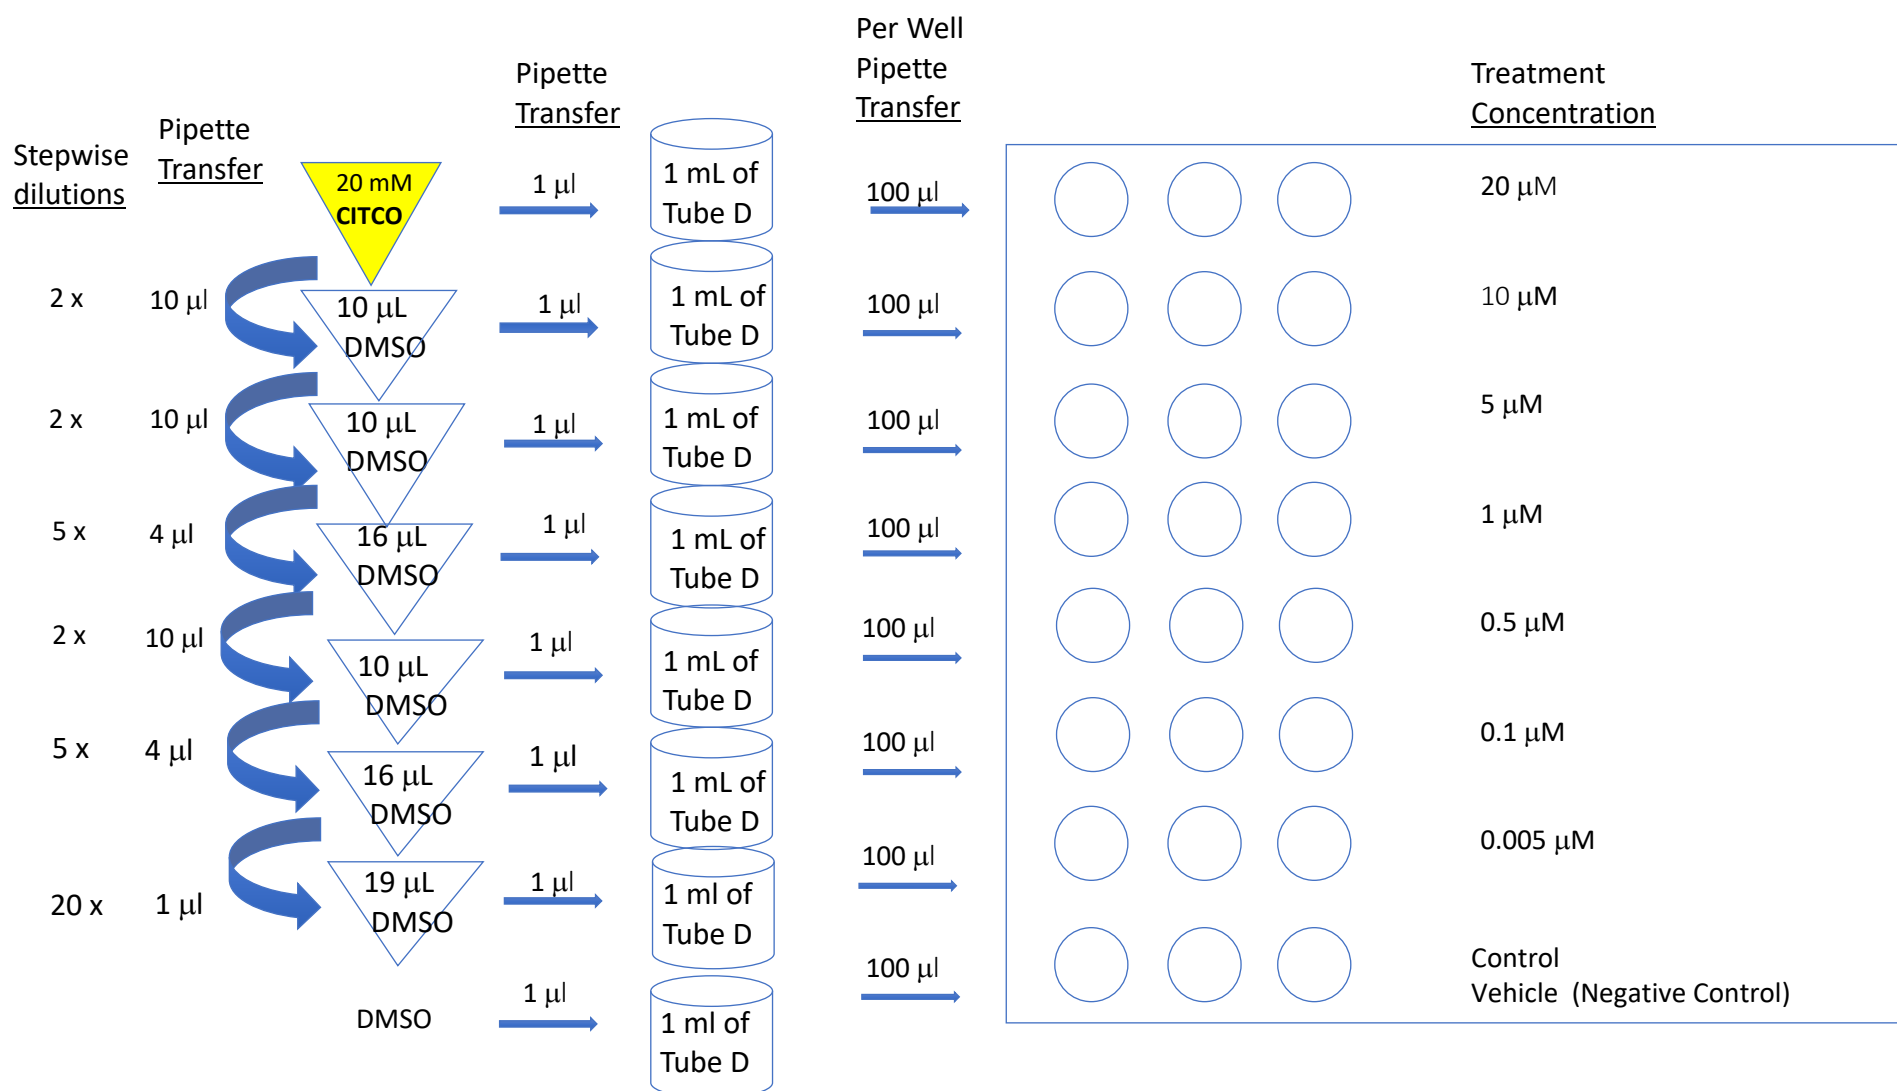 Per Well
Pipette
Transfer
Pipette
Transfer
Treatment
Concentration
Pipette
Transfer
Stepwise
dilutions
20 mM
CITCO
1 μl
1 mL of
Tube D
100 μl
20 μM
2 x
10 μl
10 μL
DMSO
1 μl
1 mL of
Tube D
100 μl
10 μM
2 x
10 μl
10 μL
DMSO
1 μl
1 mL of
Tube D
100 μl
5 μM
5 x
4 μl
16 μL
DMSO
1 μl
1 mL of
Tube D
100 μl
1 μM
2 x
10 μl
10 μL
DMSO
1 μl
1 mL of
Tube D
100 μl
0.5 μM
5 x
4 μl
16 μL
DMSO
1 μl
1 mL of
Tube D
100 μl
0.1 μM
20 x
1 μl
19 μL
DMSO
1 μl
1 ml of
Tube D
100 μl
0.005 μM
DMSO
1 μl
1 ml of
Tube D
100 μl
Control
Vehicle (Negative Control)